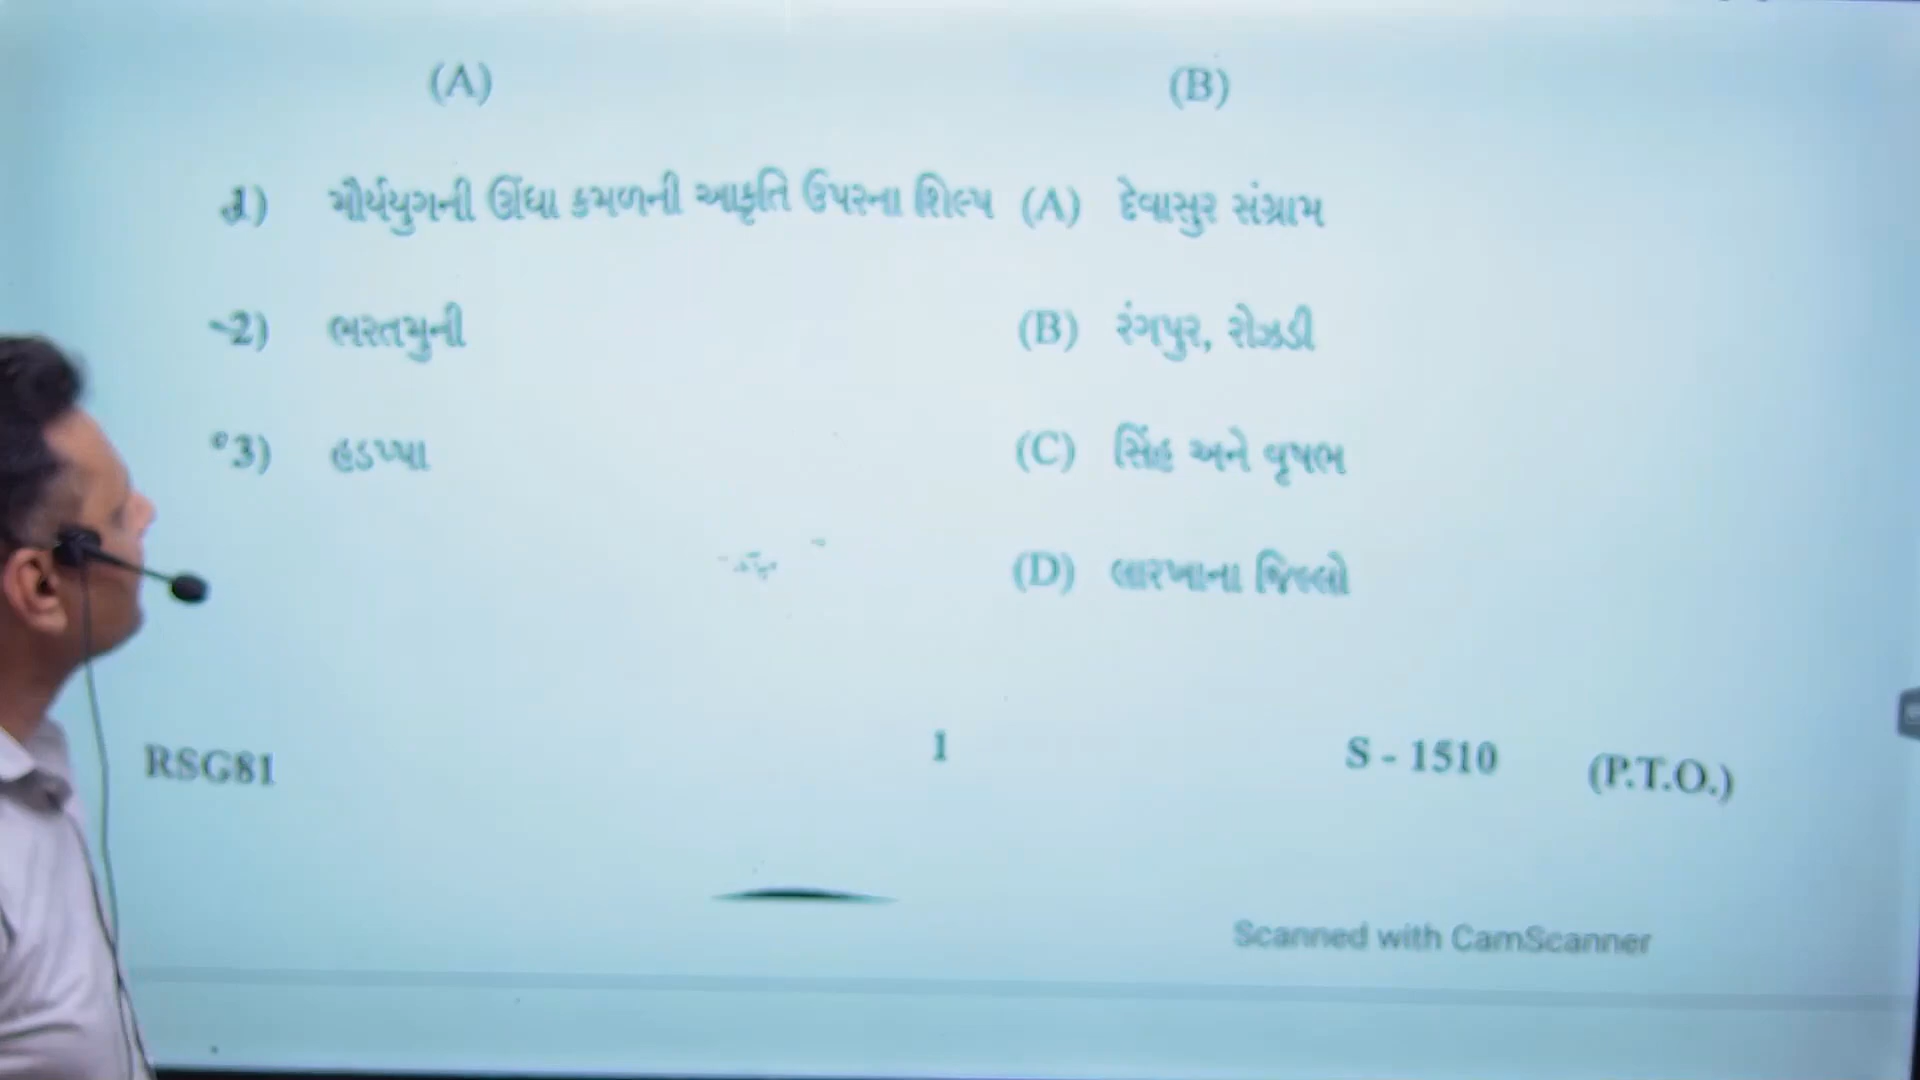 (A) (B)
1) મૌર્યયુગની ઊંધા કમળની આકૃતિ ઉપરના શિલ્પ (A) દેવાસુર સંગ્રામ
2) ભરતમુની (B) રંગપુર, રોઝડી
3) હડપ્પા (C) સિંહ અને વૃષભ
(D) લારખાના જિલ્લો
RSG81 1 S - 1510 (P.T.O.)
Scanned with CamScanner